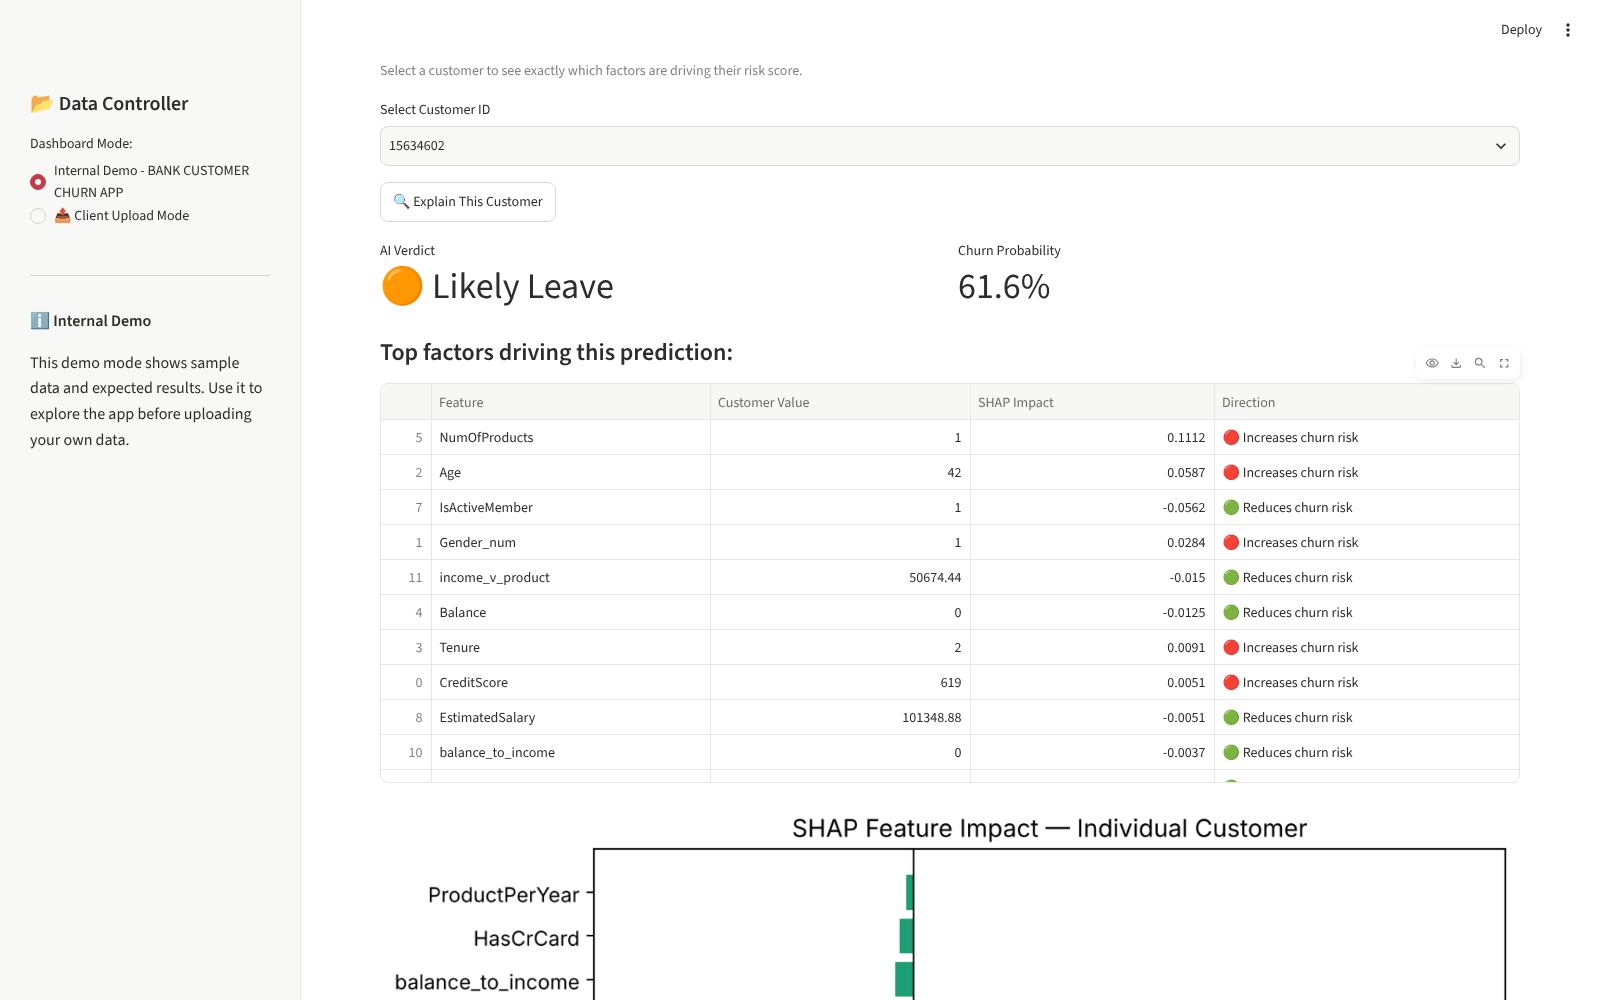 Deploy
📂 Data Controller
Dashboard Mode:
Internal Demo - BANK CUSTOMER
CHURN APP
📤 Client Upload Mode
ℹ️ Internal Demo
This demo mode shows sample
data and expected results. Use it to
explore the app before uploading
your own data.
Select a customer to see exactly which factors are driving their risk score.
Select Customer ID
15634602
🔍 Explain This Customer
AI Verdict
🟠 Likely Leave
Churn Probability
61.6%
Top factors driving this prediction:
Feature Customer Value SHAP Impact Direction
5 NumOfProducts 1 0.1112 🔴 Increases churn risk
2 Age 42 0.0587 🔴 Increases churn risk
7 IsActiveMember 1 -0.0562 🟢 Reduces churn risk
1 Gender_num 1 0.0284 🔴 Increases churn risk
11 income_v_product 50674.44 -0.015 🟢 Reduces churn risk
4 Balance 0 -0.0125 🟢 Reduces churn risk
3 Tenure 2 0.0091 🔴 Increases churn risk
0 CreditScore 619 0.0051 🔴 Increases churn risk
8 EstimatedSalary 101348.88 -0.0051 🟢 Reduces churn risk
10 balance_to_income 0 -0.0037 🟢 Reduces churn risk
SHAP Feature Impact — Individual Customer
ProductPerYear
HasCrCard
balance_to_income